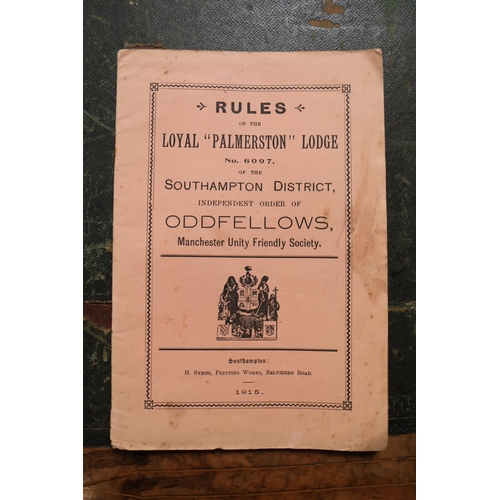 RULES
OF THE
LOYAL "PALMERSTON" LODGE
No. 6097,
OF THE
SOUTHAMPTON DISTRICT,
INDEPENDENT ORDER OF
ODDFELLOWS,
Manchester Unity Friendly Society.
Southampton:
H. SYMES, PRINTING WORKS, BELVIDERE ROAD.
1915.